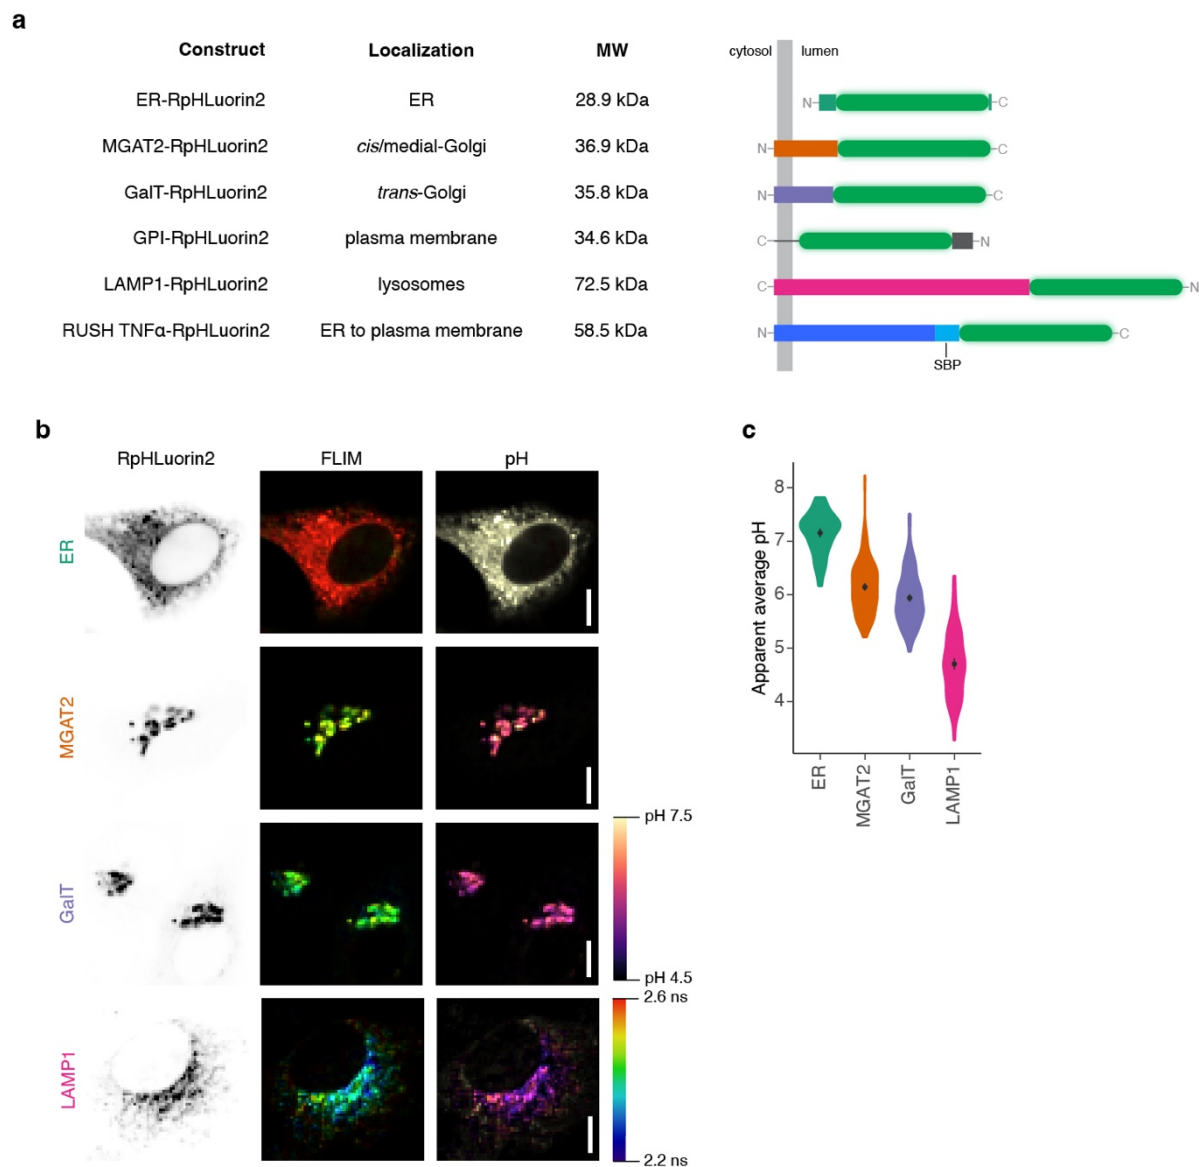 a
Construct Localization MW
cytosol lumen
ER-RpHLuorin2 ER 28.9 kDa
N C
MGAT2-RpHLuorin2 cis/medial-Golgi 36.9 kDa
N C
GalT-RpHLuorin2 trans-Golgi 35.8 kDa
N C
GPI-RpHLuorin2 plasma membrane 34.6 kDa
C N
LAMP1-RpHLuorin2 lysosomes 72.5 kDa
C N
RUSH TNFα-RpHLuorin2 ER to plasma membrane 58.5 kDa
N C
SBP
b
RpHLuorin2 FLIM pH
ER
MGAT2
GalT
LAMP1
pH 7.5
pH 4.5
2.6 ns
2.2 ns
c
Apparent average pH
8
7
6
5
4
ER
MGAT2
GalT
LAMP1